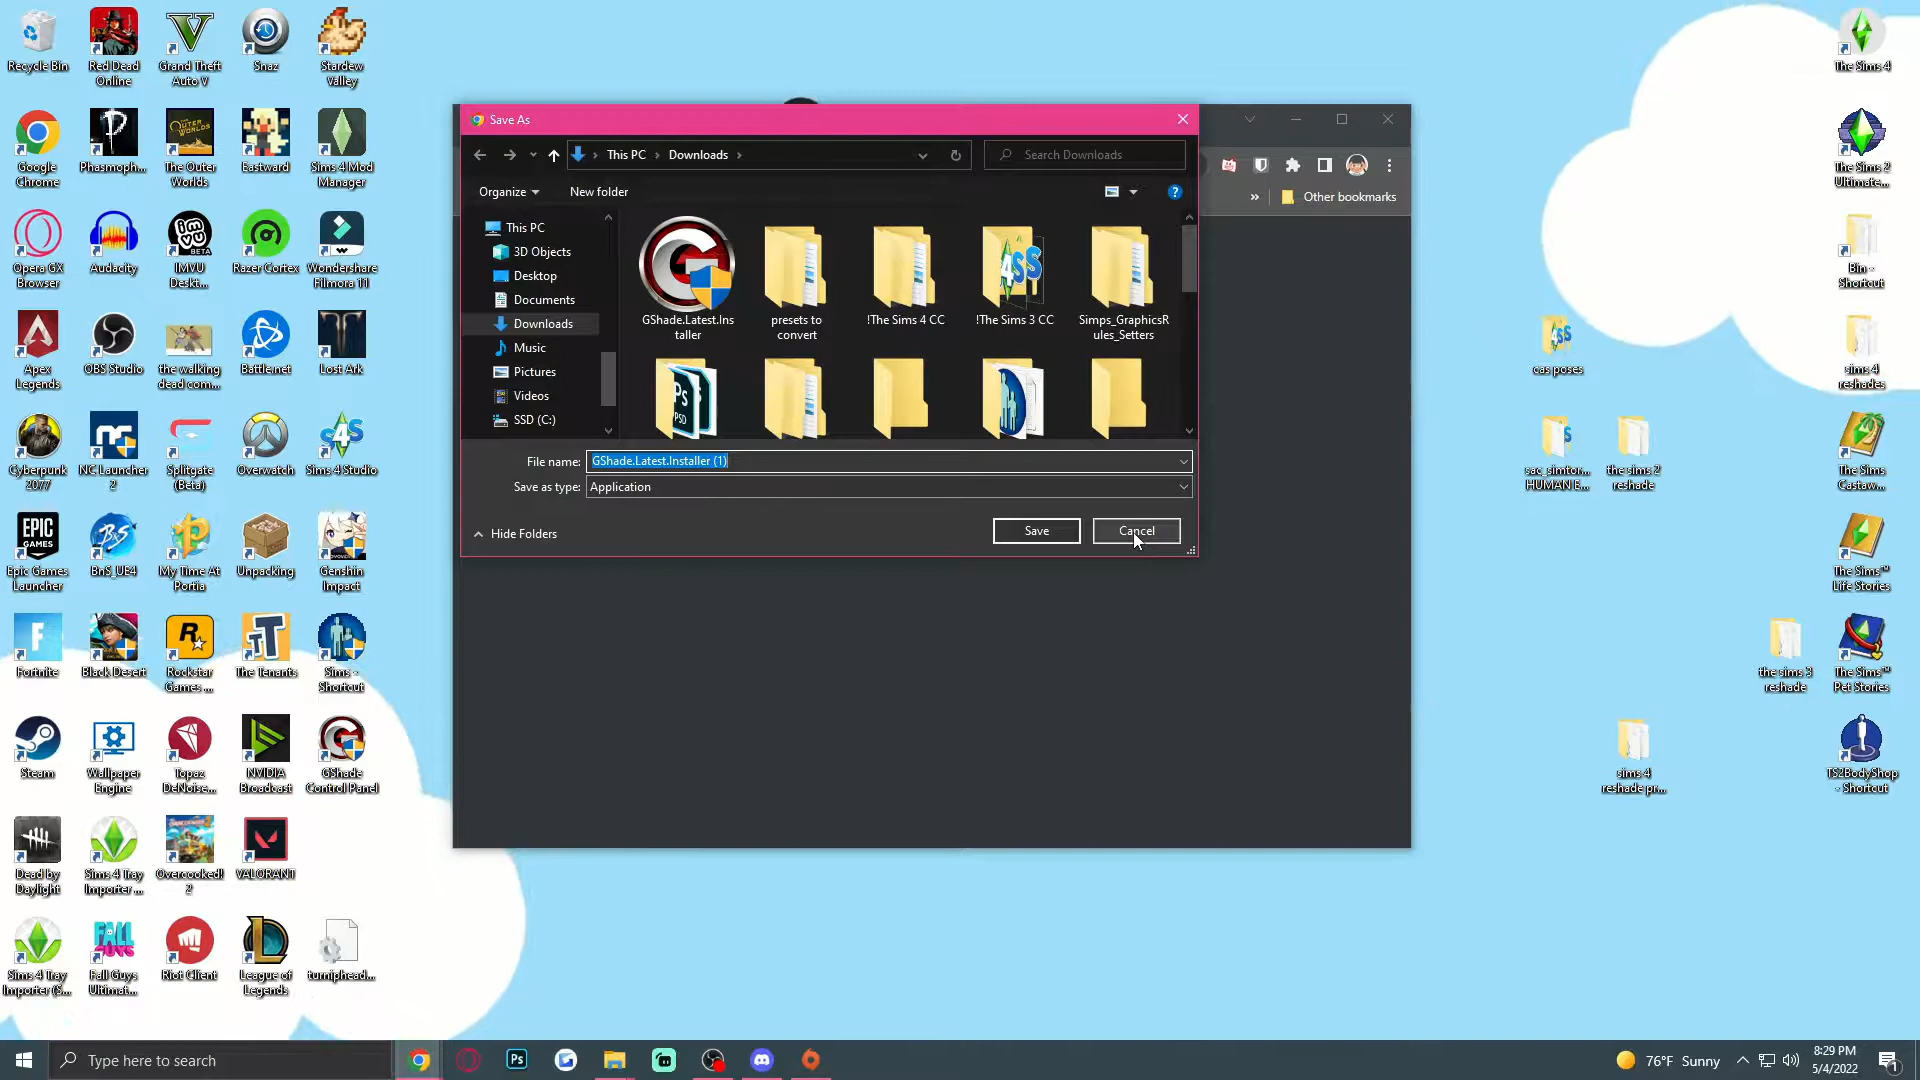 Recycle Bin
Red Dead
Online
Grand Theft
Auto V
Snaz
Stardew
Valley
Google
Chrome
Phasmoph...
The Outer
Worlds
Eastward
Sims 4 Mod
Manager
Opera GX
Browser
Audacity
IMVU
Deskt...
Razer Cortex
Wondershare
Filmora 11
Apex
Legends
OBS Studio
the walking
dead com...
Battle.net
Lost Ark
Cyberpunk
2077
NC Launcher
2
Splitgate
(Beta)
Overwatch
Sims 4 Studio
Epic Games
Launcher
BnS_UE4
My Time At
Portia
Unpacking
Genshin
Impact
Fortnite
Black Desert
Rockstar
Games ...
The Tenants
Sims -
Shortcut
Steam
Wallpaper
Engine
Topaz
DeNoise...
NVIDIA
Broadcast
GShade
Control Panel
Dead by
Daylight
Sims 4 Tray
Importer ...
Overcooked!
2
VALORANT
Sims 4 Tray
Importer (S...
Fall Guys
Ultimat...
Riot Client
League of
Legends
turniphead...
Save As
This PC
Downloads
Search Downloads
Organize
New folder
This PC
3D Objects
Desktop
Documents
Downloads
Music
Pictures
Videos
SSD (C:)
GShade.Latest.Ins
taller
presets to
convert
!The Sims 4 CC
!The Sims 3 CC
Simps_GraphicsR
ules_Setters
File name:
GShade.Latest.Installer (1)
Save as type:
Application
Hide Folders
Save
Cancel
»
Other bookmarks
The Sims 4
The Sims 2
Ultimate...
Bin -
Shortcut
cas poses
sims 4
reshades
sac_simtor...
HUMAN E...
the sims 2
reshade
The Sims
Castaw...
The Sims™
Life Stories
the sims 3
reshade
The Sims™
Pet Stories
sims 4
reshade pr...
TS2BodyShop
- Shortcut
Type here to search
76°F Sunny
8:29 PM
5/4/2022
1